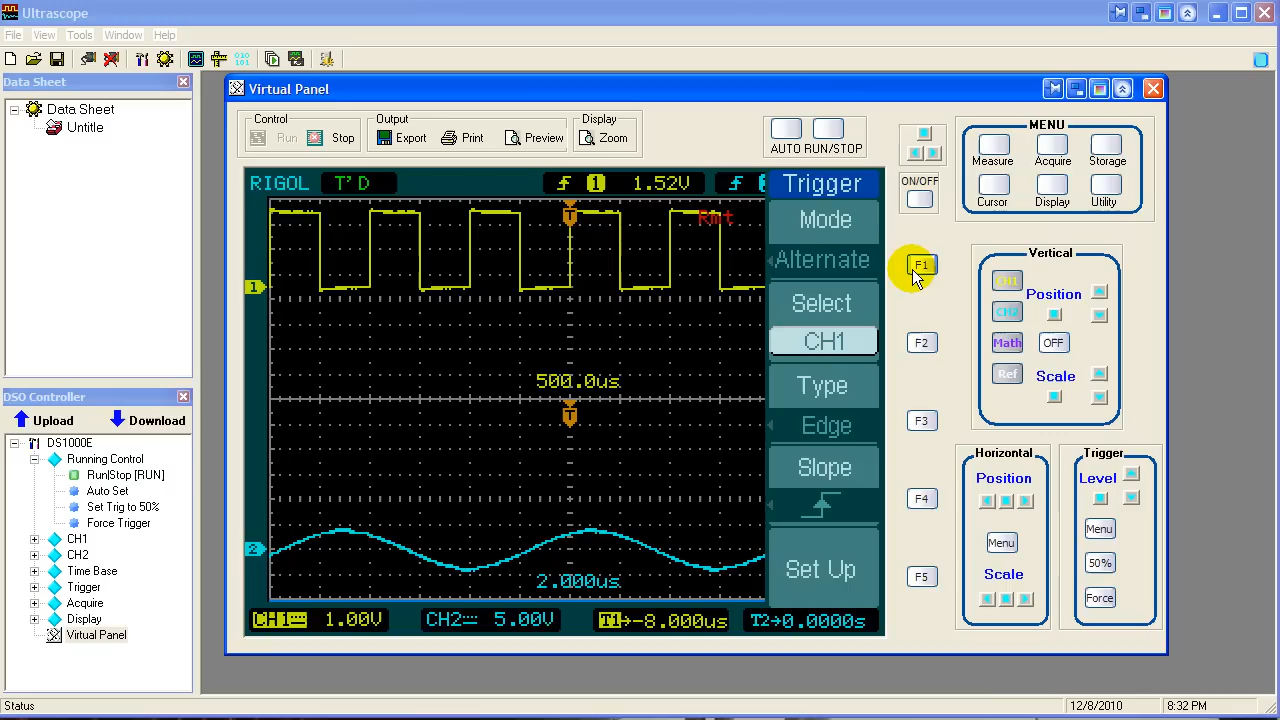 Ultrascope
File View Tools Window Help
Data Sheet
Data Sheet
Untitle
DSO Controller
Upload Download
DS1000E
Running Control
Run|Stop [RUN]
Auto Set
Set Trig to 50%
Force Trigger
CH1
CH2
Time Base
Trigger
Acquire
Display
Virtual Panel
Virtual Panel
Control
Run Stop
Output
Export Print Preview
Display
Zoom
AUTO RUN/STOP
ON/OFF
MENU
Measure Acquire Storage
Cursor Display Utility
RIGOL T'D 1 1.52V
Rmt
T
1
500.0us
T
2
2.000us
CH1 1.00V CH2 5.00V T1→-8.000us T2→0.0000s
Trigger
Mode
Alternate
Select
CH1
Type
Edge
Slope
Set Up
F1
F2
F3
F4
F5
Vertical
CH1
CH2
Math
Ref
Position
OFF
Scale
Horizontal
Position
Menu
Scale
Trigger
Level
Menu
50%
Force
Status 12/8/2010 8:32 PM